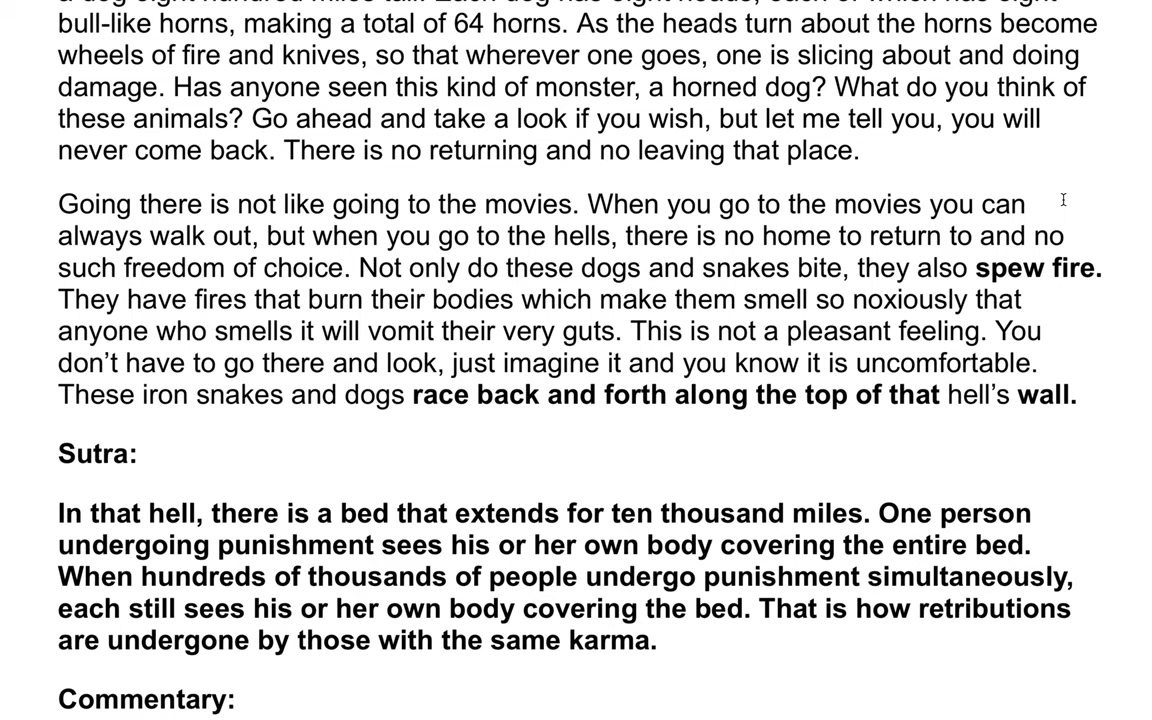 bull-like horns, making a total of 64 horns. As the heads turn about the horns become
wheels of fire and knives, so that wherever one goes, one is slicing about and doing
damage. Has anyone seen this kind of monster, a horned dog? What do you think of
these animals? Go ahead and take a look if you wish, but let me tell you, you will
never come back. There is no returning and no leaving that place.
Going there is not like going to the movies. When you go to the movies you can
always walk out, but when you go to the hells, there is no home to return to and no
such freedom of choice. Not only do these dogs and snakes bite, they also spew fire.
They have fires that burn their bodies which make them smell so noxiously that
anyone who smells it will vomit their very guts. This is not a pleasant feeling. You
don’t have to go there and look, just imagine it and you know it is uncomfortable.
These iron snakes and dogs race back and forth along the top of that hell’s wall.
Sutra:
In that hell, there is a bed that extends for ten thousand miles. One person
undergoing punishment sees his or her own body covering the entire bed.
When hundreds of thousands of people undergo punishment simultaneously,
each still sees his or her own body covering the bed. That is how retributions
are undergone by those with the same karma.
Commentary: